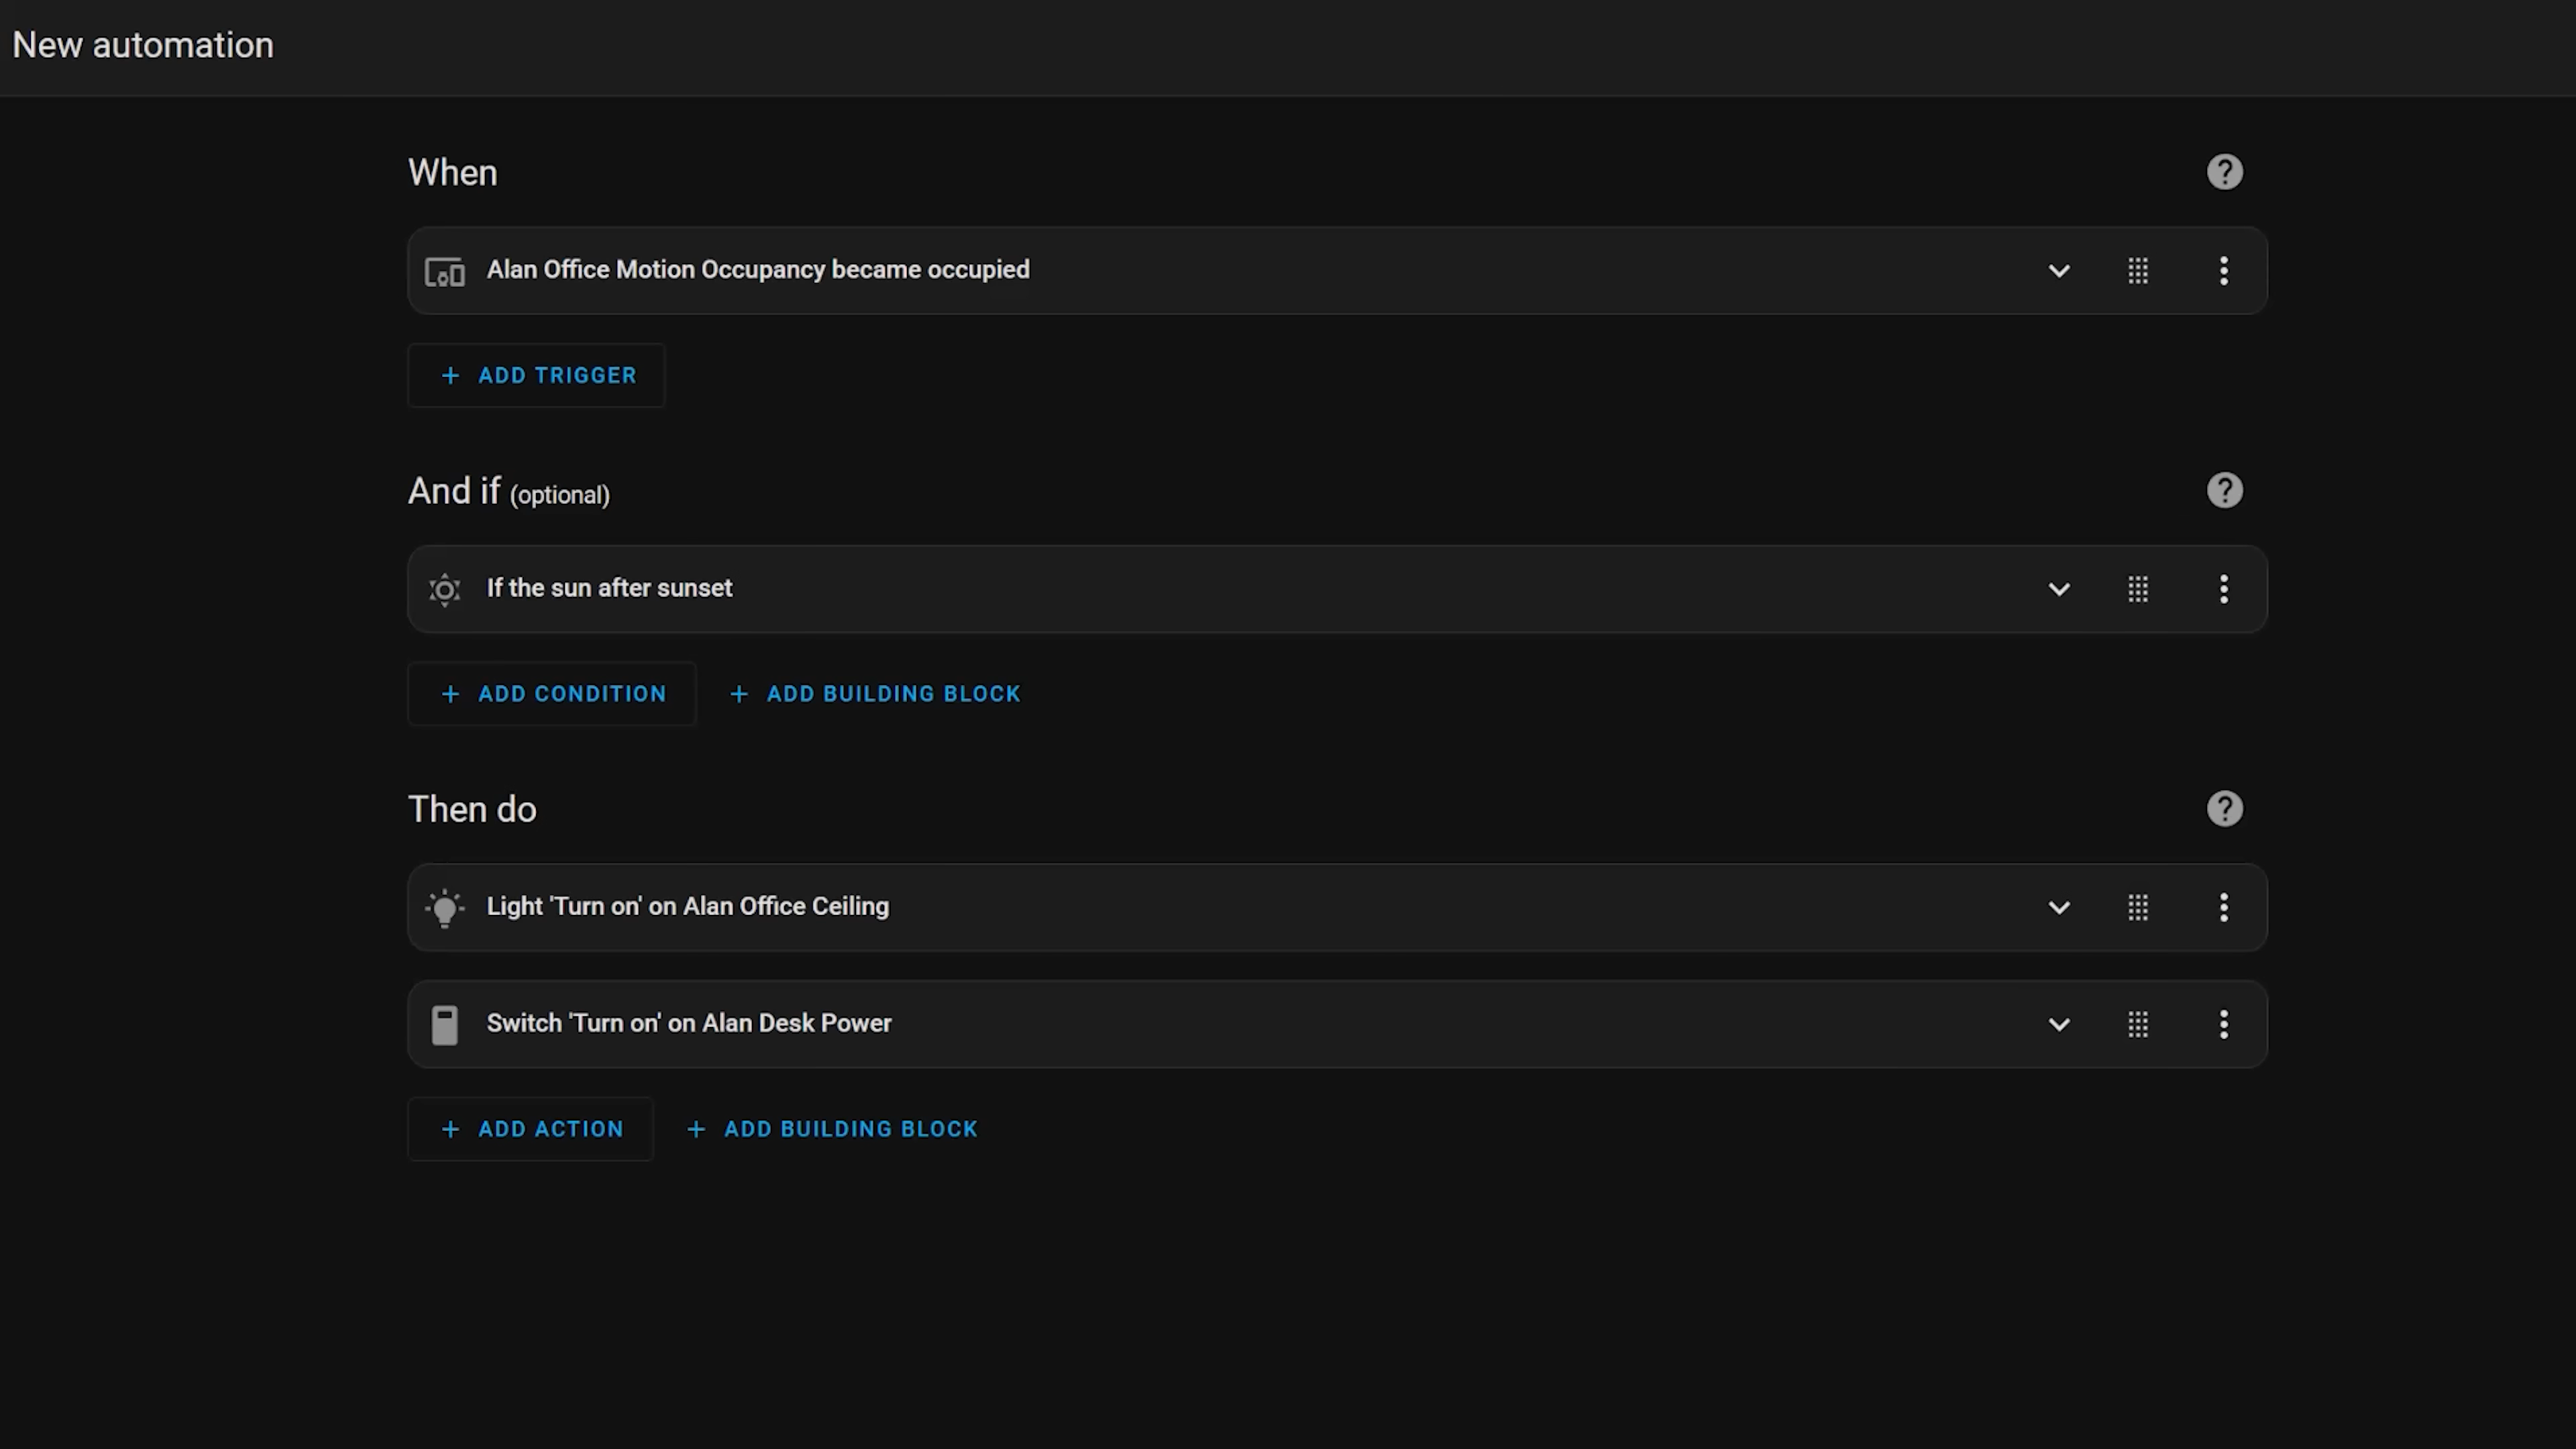 New automation
When
Alan Office Motion Occupancy became occupied
+ ADD TRIGGER
And if (optional)
If the sun after sunset
+ ADD CONDITION + ADD BUILDING BLOCK
Then do
Light 'Turn on' on Alan Office Ceiling
Switch 'Turn on' on Alan Desk Power
+ ADD ACTION + ADD BUILDING BLOCK